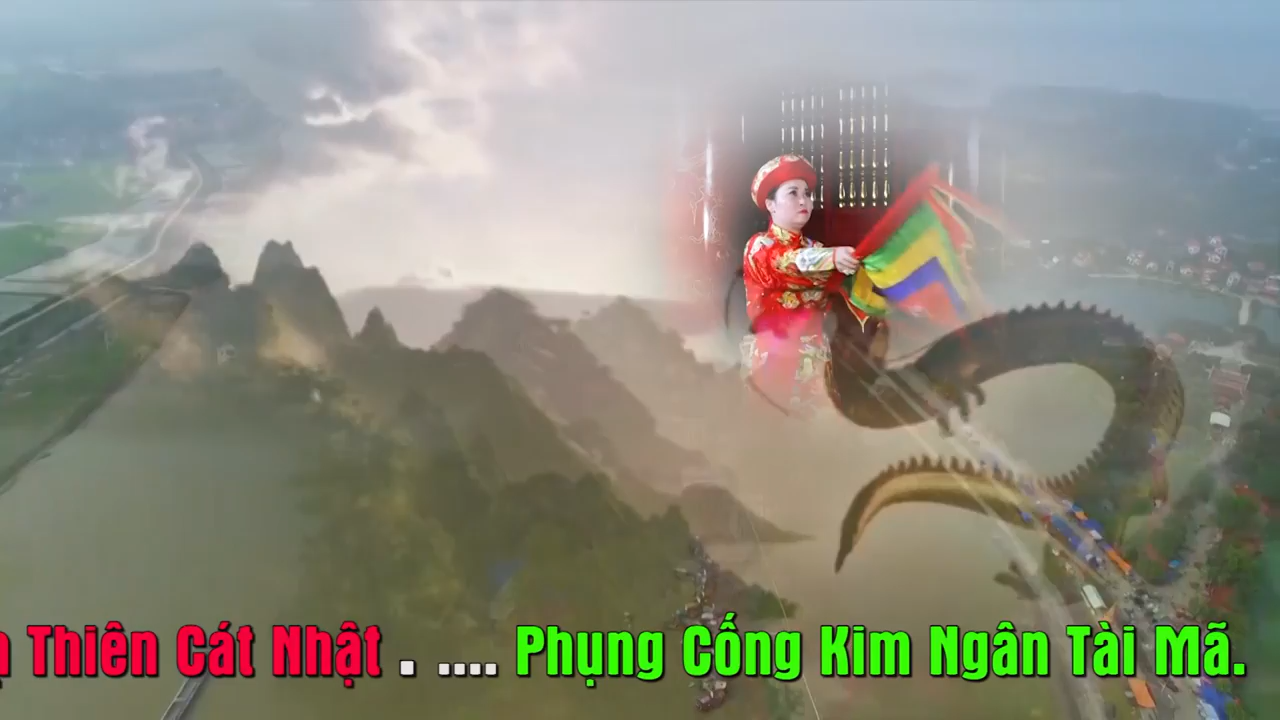 Thiên Cát Nhật . .... Phụng Cống Kim Ngân Tài Mã.